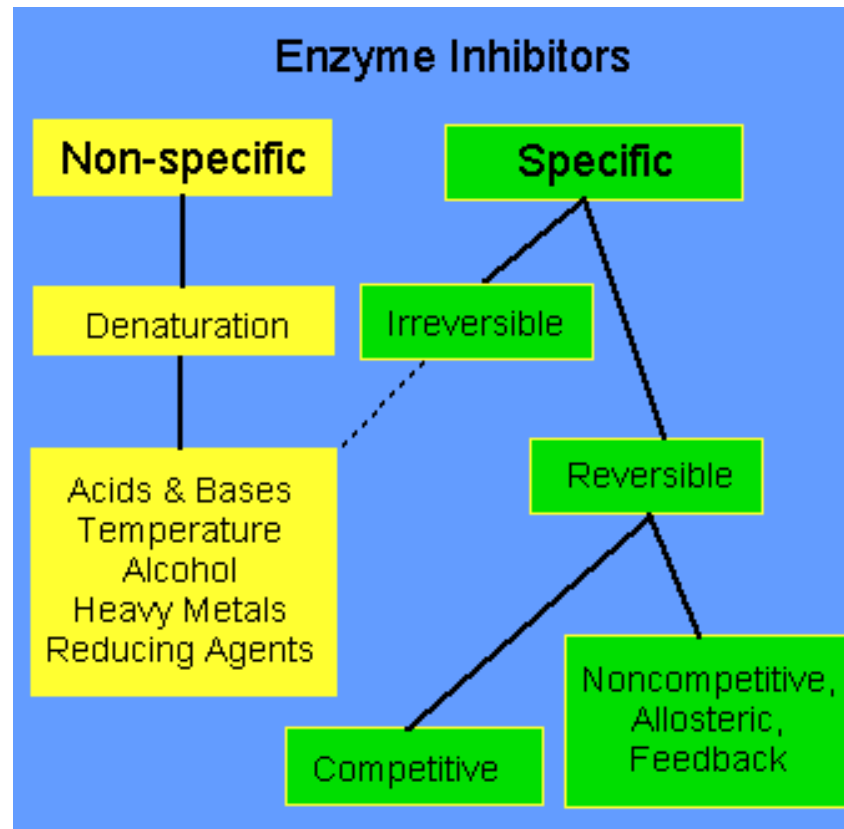 Enzyme Inhibitors
Non-specific
Specific
Denaturation
Irreversible
Acids & Bases
Temperature
Alcohol
Heavy Metals
Reducing Agents
Reversible
Competitive
Noncompetitive,
Allosteric,
Feedback